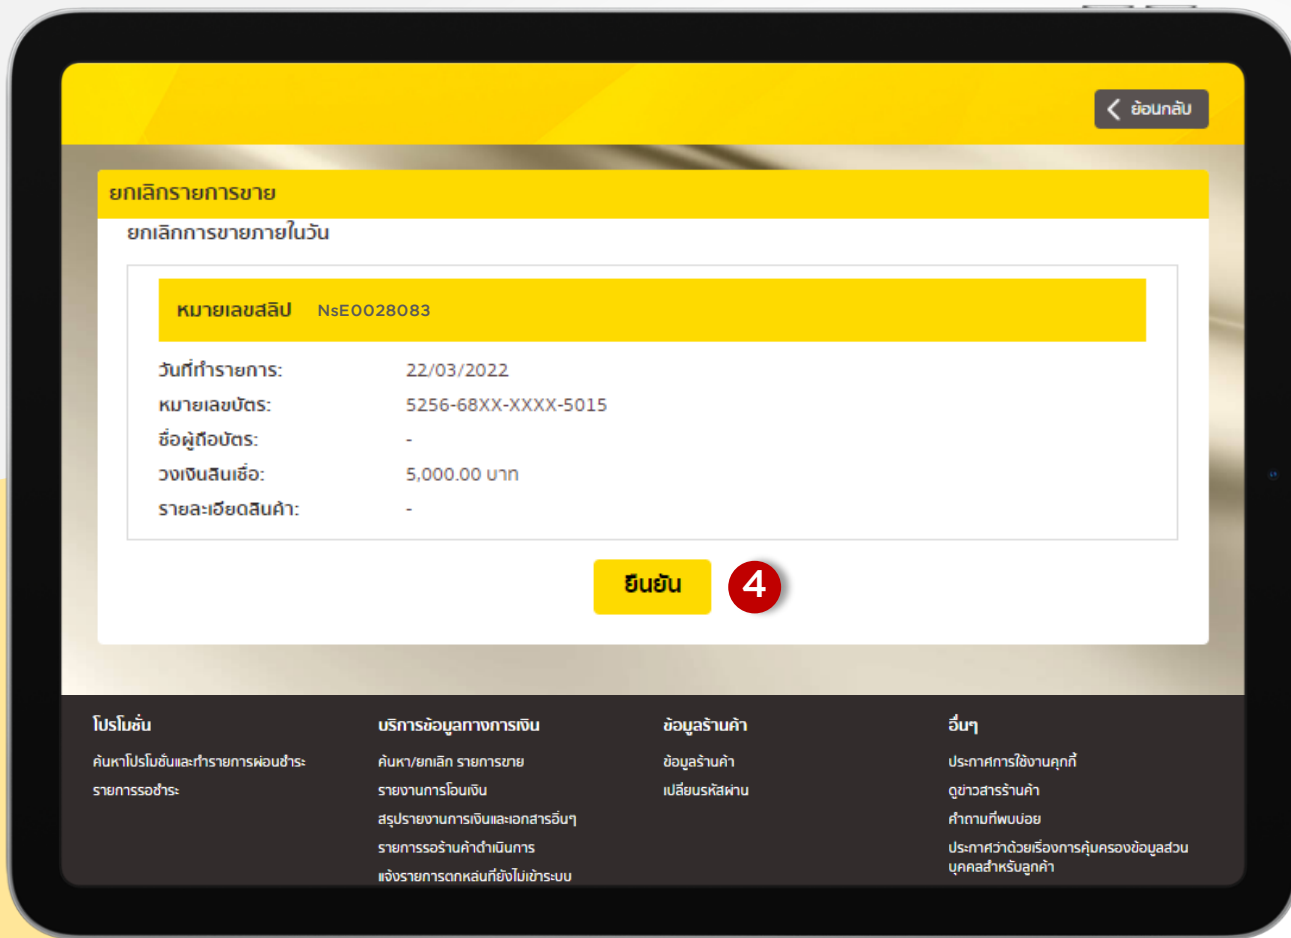 ย้อนกลับ
ยกเลิกรายการขาย
ยกเลิกการขายภายในวัน
หมายเลขสลิป NsE0028083
วันที่ทำรายการ: 22/03/2022
หมายเลขบัตร: 5256-68XX-XXXX-5015
ชื่อผู้ถือบัตร: -
วงเงินสินเชื่อ: 5,000.00 บาท
รายละเอียดสินค้า: -
ยืนยัน 4
โปรโมชั่น
ค้นหาโปรโมชั่นและทำรายการผ่อนชำระ
รายการรอชำระ
บริการข้อมูลทางการเงิน
ค้นหา/ยกเลิก รายการขาย
รายงานการโอนเงิน
สรุปรายงานการเงินและเอกสารอื่นๆ
รายการรอร้านค้าดำเนินการ
แจ้งรายการตกหล่นที่ยังไม่เข้าระบบ
ข้อมูลร้านค้า
ข้อมูลร้านค้า
เปลี่ยนรหัสผ่าน
อื่นๆ
ประกาศการใช้งานคุกกี้
ดูข่าวสารร้านค้า
คำถามที่พบบ่อย
ประกาศว่าด้วยเรื่องการคุ้มครองข้อมูลส่วน
บุคคลสำหรับลูกค้า